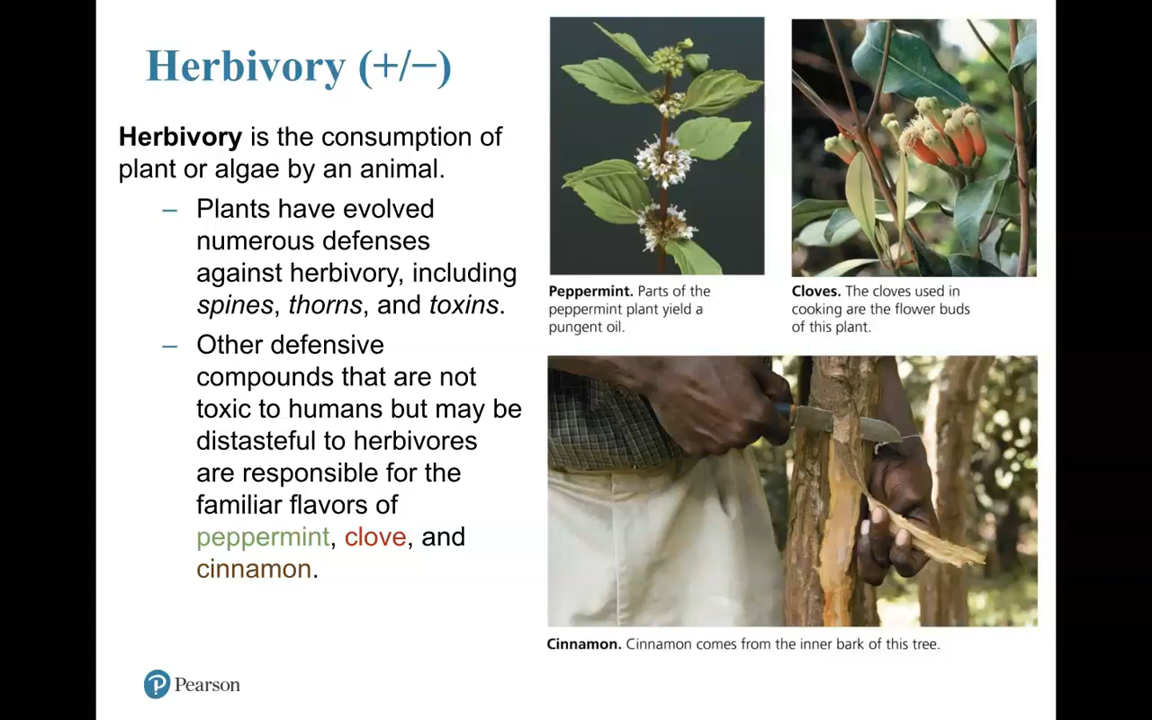 Herbivory (+/−)
Herbivory is the consumption of
plant or algae by an animal.
– Plants have evolved
numerous defenses
against herbivory, including
spines, thorns, and toxins.
– Other defensive
compounds that are not
toxic to humans but may be
distasteful to herbivores
are responsible for the
familiar flavors of
peppermint, clove, and
cinnamon.
Peppermint. Parts of the
peppermint plant yield a
pungent oil.
Cloves. The cloves used in
cooking are the flower buds
of this plant.
Cinnamon. Cinnamon comes from the inner bark of this tree.
P Pearson